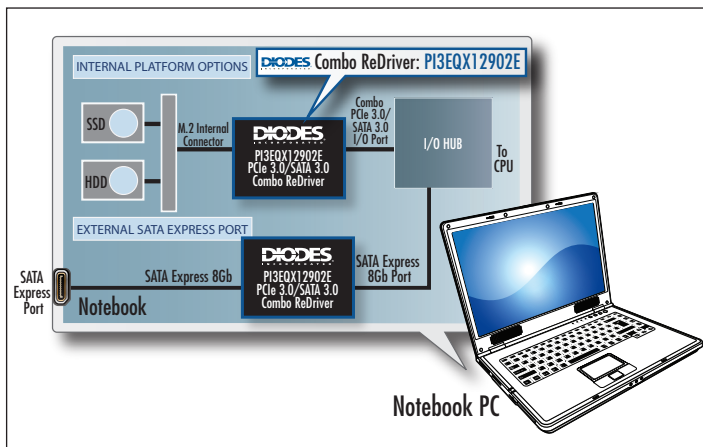 INTERNAL PLATFORM OPTIONS
DIODES INCORPORATED Combo ReDriver: PI3EQX12902E
SSD
HDD
M.2 Internal
Connector
DIODES
INCORPORATED
PI3EQX12902E
PCIe 3.0/SATA 3.0
Combo ReDriver
Combo
PCIe 3.0/
SATA 3.0
I/O Port
I/O HUB
To
CPU
EXTERNAL SATA EXPRESS PORT
SATA
Express
Port
SATA Express 8Gb
DIODES
INCORPORATED
PI3EQX12902E
PCIe 3.0/SATA 3.0
Combo ReDriver
SATA Express
8Gb Port
Notebook
Notebook PC